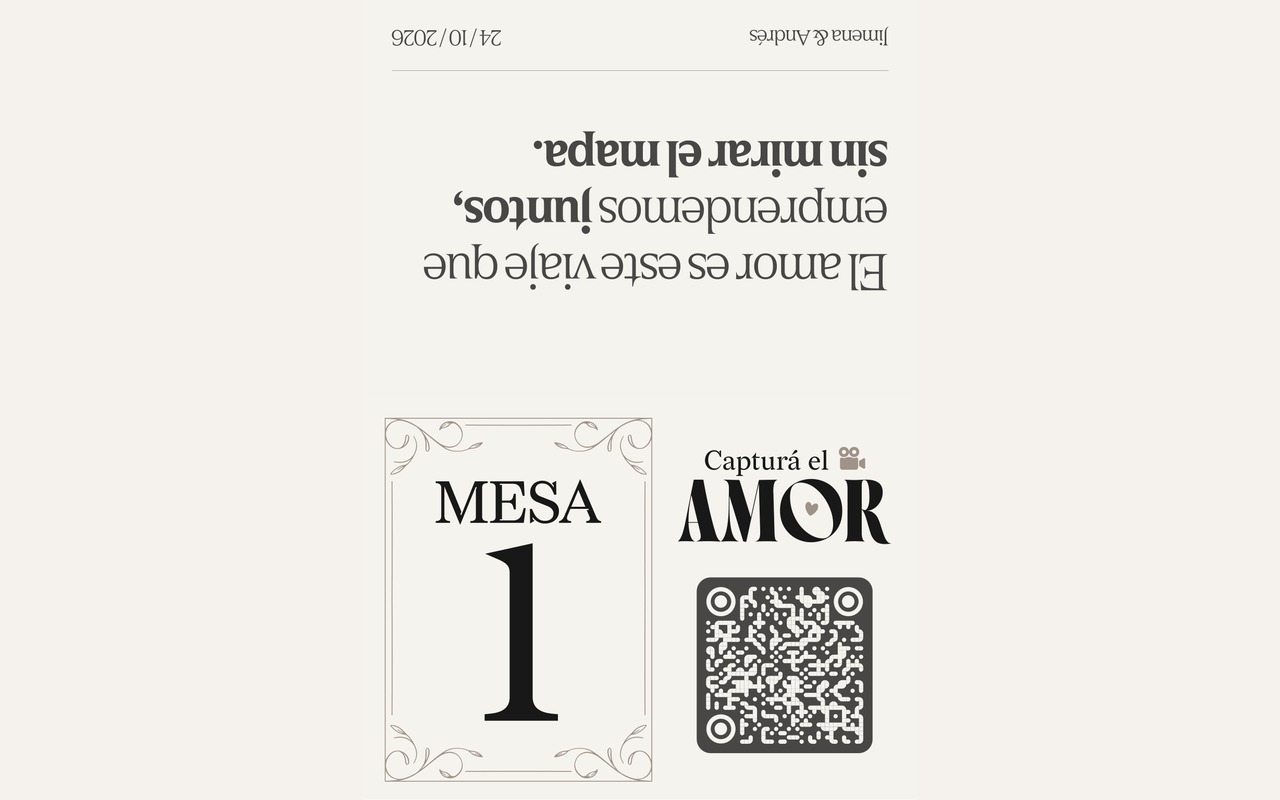 El amor es este viaje que
emprendemos juntos,
sin mirar el mapa.
Jimena & Andrés
24/10/2026
MESA
1
Capturá el
AMOR